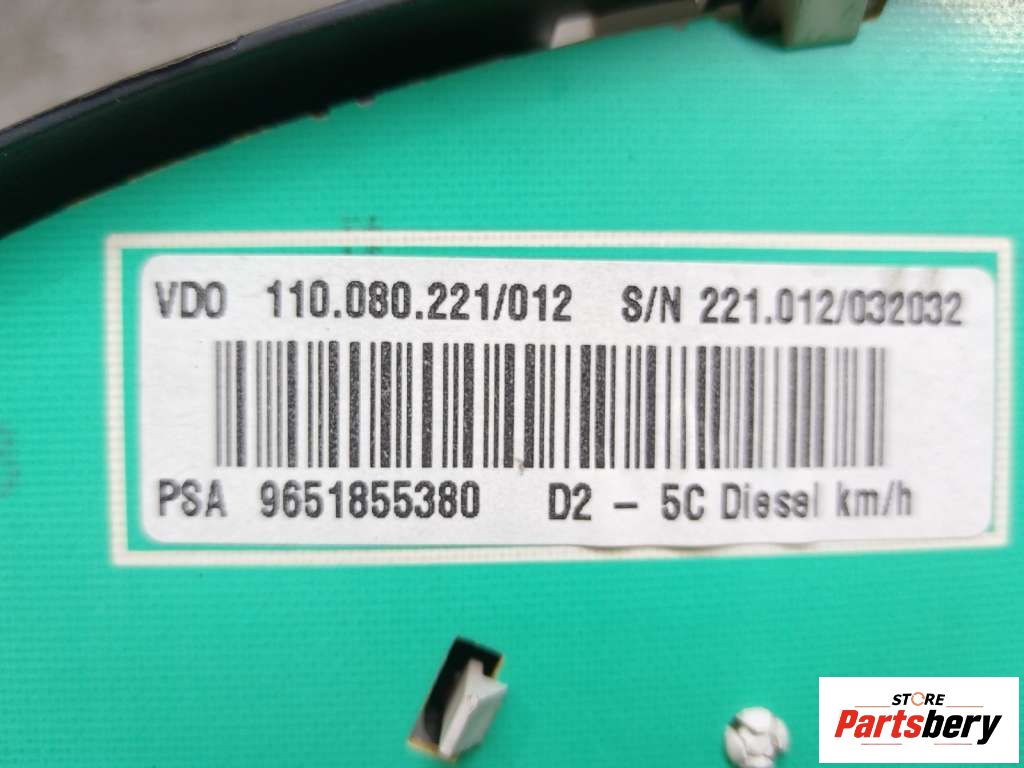 VDO 110.080.221/012 S/N 221.012/032032
PSA 9651855380 D2 - 5C Diesel km/h
STORE
Partsbery